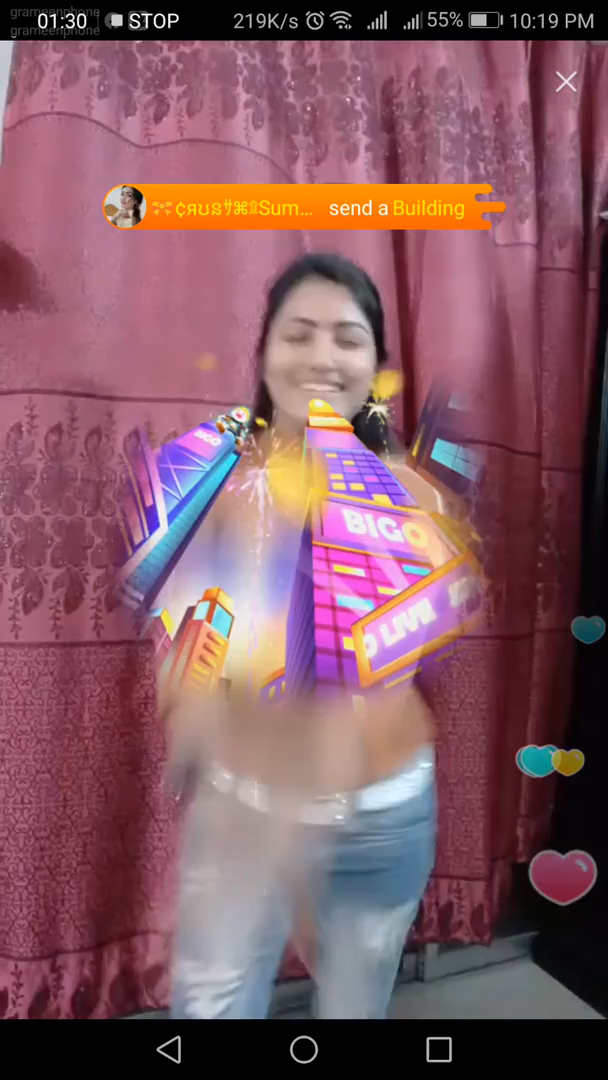 grameenphone
grameenphone
01:30 STOP 219K/s 55% 10:19 PM
send a Building
BIGO
BIGO
LIVE